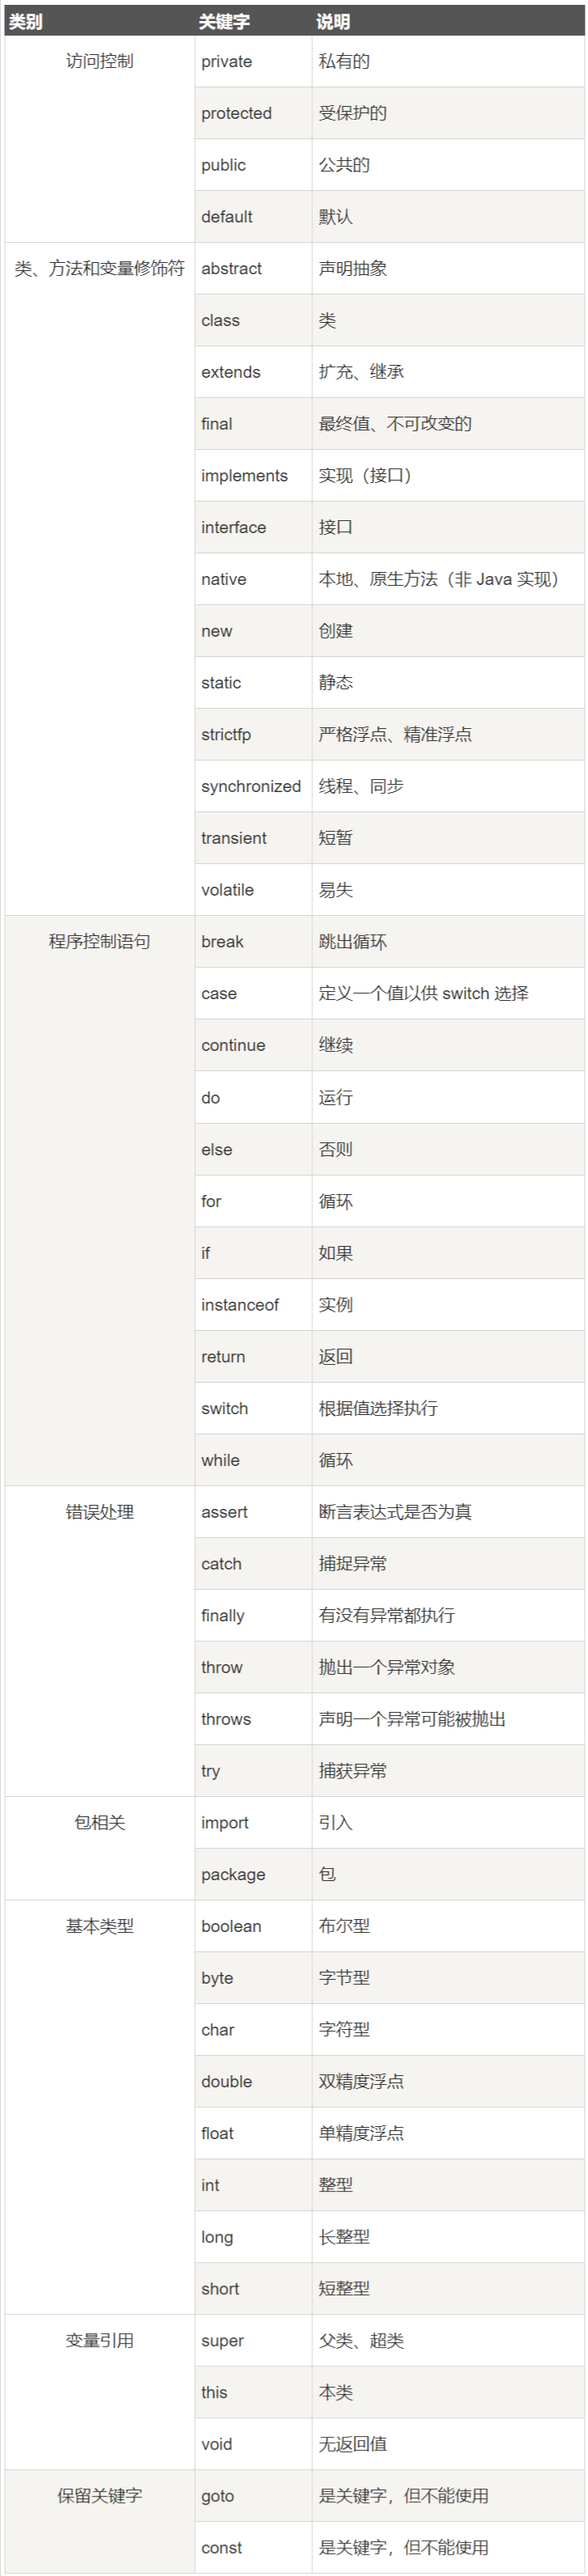 类别 关键字 说明
访问控制 private 私有的
protected 受保护的
public 公共的
default 默认
类、方法和变量修饰符 abstract 声明抽象
class 类
extends 扩充、继承
final 最终值、不可改变的
implements 实现（接口）
interface 接口
native 本地、原生方法（非 Java 实现）
new 创建
static 静态
strictfp 严格浮点、精准浮点
synchronized 线程、同步
transient 短暂
volatile 易失
程序控制语句 break 跳出循环
case 定义一个值以供 switch 选择
continue 继续
do 运行
else 否则
for 循环
if 如果
instanceof 实例
return 返回
switch 根据值选择执行
while 循环
错误处理 assert 断言表达式是否为真
catch 捕捉异常
finally 有没有异常都执行
throw 抛出一个异常对象
throws 声明一个异常可能被抛出
try 捕获异常
包相关 import 引入
package 包
基本类型 boolean 布尔型
byte 字节型
char 字符型
double 双精度浮点
float 单精度浮点
int 整型
long 长整型
short 短整型
变量引用 super 父类、超类
this 本类
void 无返回值
保留关键字 goto 是关键字，但不能使用
const 是关键字，但不能使用